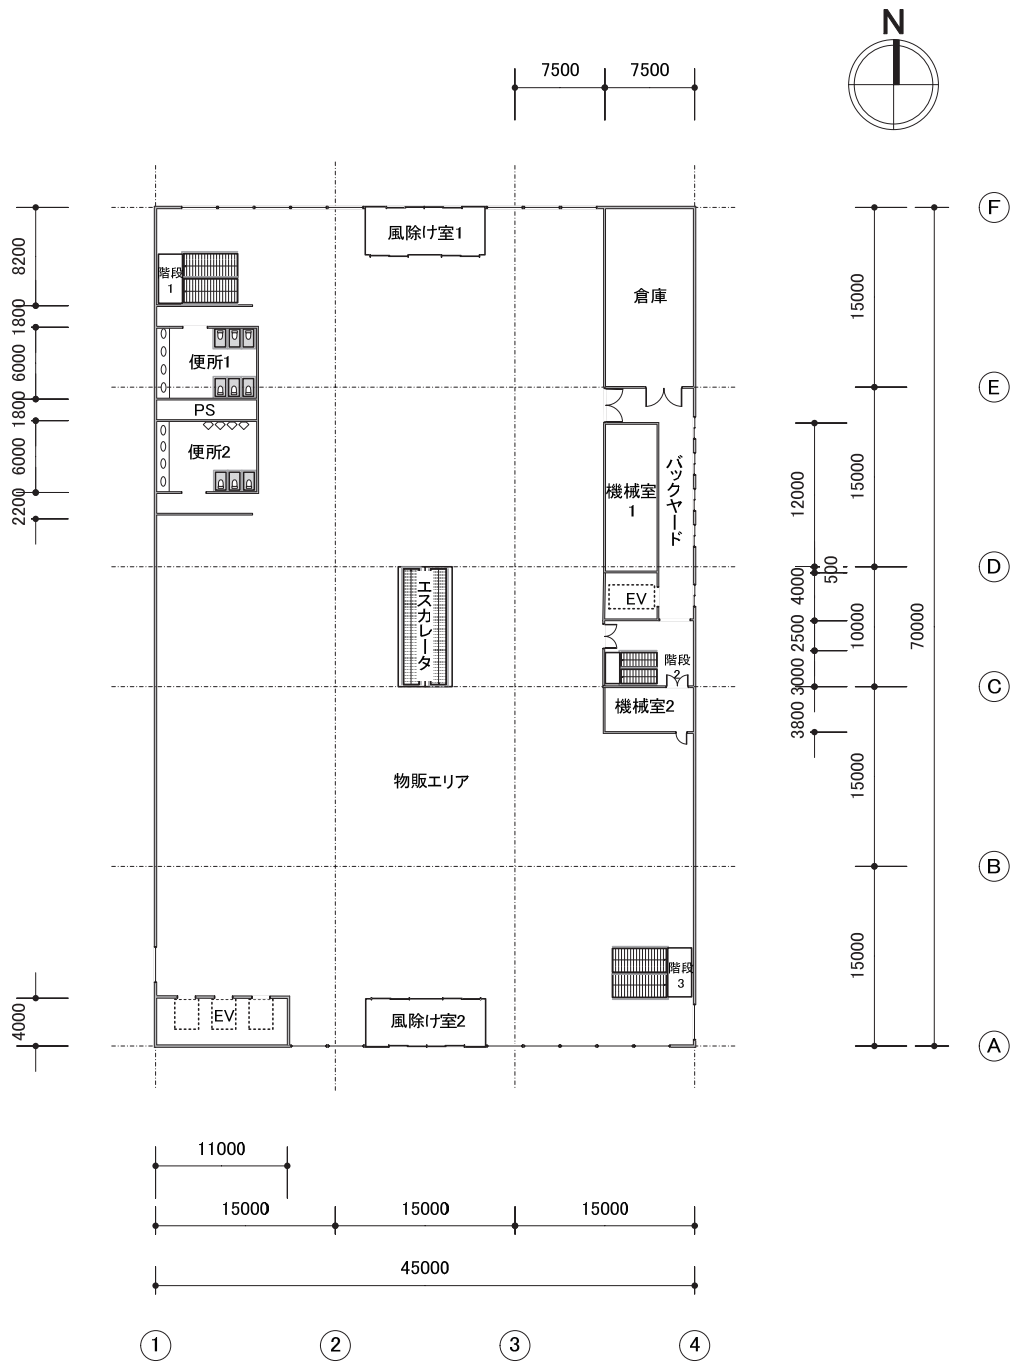 N
7500
7500
F
風除け室1
8200
階段
1
倉庫
15000
1800
6000
便所1
E
1800
PS
6000
便所2
バックヤード
機械室
1
12000
15000
2200
D
500
エスカレータ
EV
4000
10000
70000
2500
階段
2
3000
C
機械室2
3800
物販エリア
15000
B
15000
階段
3
4000
EV
風除け室2
A
11000
15000
15000
15000
45000
1
2
3
4